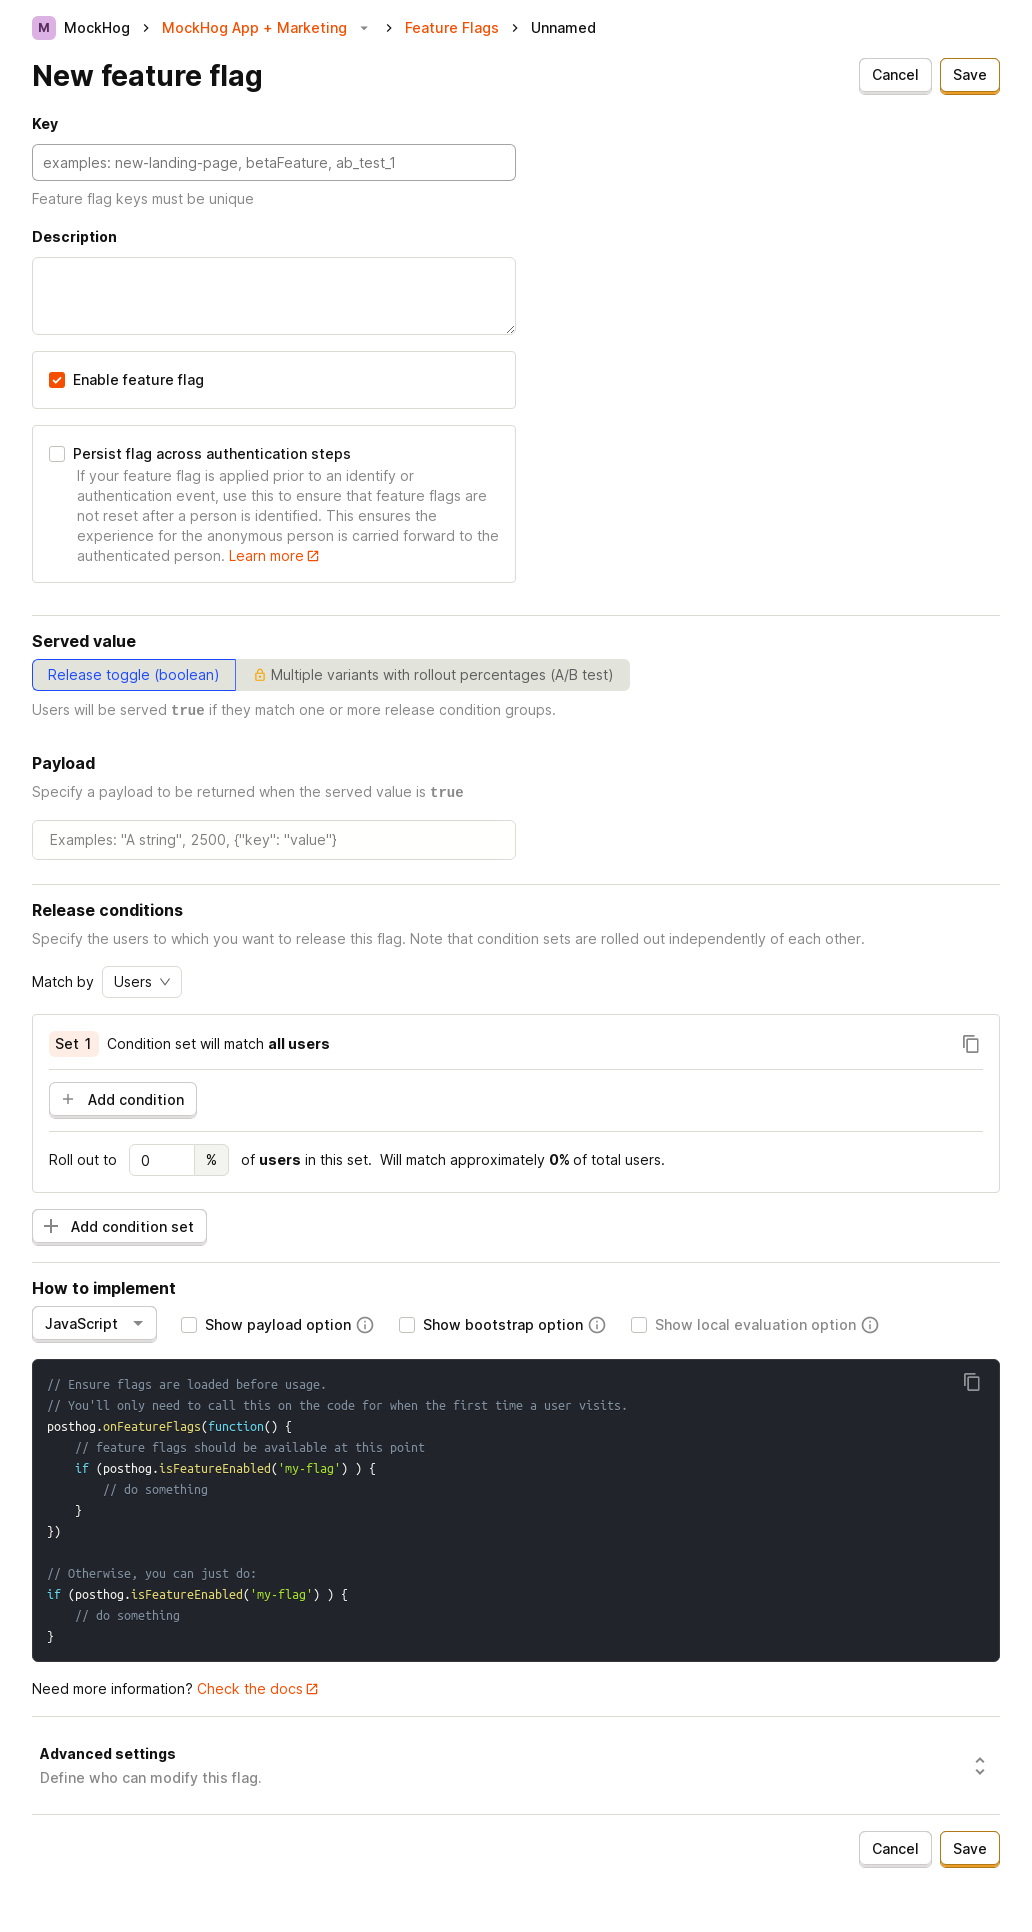 M MockHog MockHog App + Marketing Feature Flags Unnamed
New feature flag
Cancel Save
Key
examples: new-landing-page, betaFeature, ab_test_1
Feature flag keys must be unique
Description
Enable feature flag
Persist flag across authentication steps
If your feature flag is applied prior to an identify or
authentication event, use this to ensure that feature flags are
not reset after a person is identified. This ensures the
experience for the anonymous person is carried forward to the
authenticated person. Learn more
Served value
Release toggle (boolean) Multiple variants with rollout percentages (A/B test)
Users will be served true if they match one or more release condition groups.
Payload
Specify a payload to be returned when the served value is true
Examples: "A string", 2500, {"key": "value"}
Release conditions
Specify the users to which you want to release this flag. Note that condition sets are rolled out independently of each other.
Match by Users
Set 1 Condition set will match all users
Add condition
Roll out to 0 % of users in this set. Will match approximately 0% of total users.
Add condition set
How to implement
JavaScript Show payload option Show bootstrap option Show local evaluation option
// Ensure flags are loaded before usage.
// You'll only need to call this on the code for when the first time a user visits.
posthog.onFeatureFlags(function() {
    // feature flags should be available at this point
    if (posthog.isFeatureEnabled('my-flag') ) {
        // do something
    }
})
// Otherwise, you can just do:
if (posthog.isFeatureEnabled('my-flag') ) {
    // do something
}
Need more information? Check the docs
Advanced settings
Define who can modify this flag.
Cancel Save